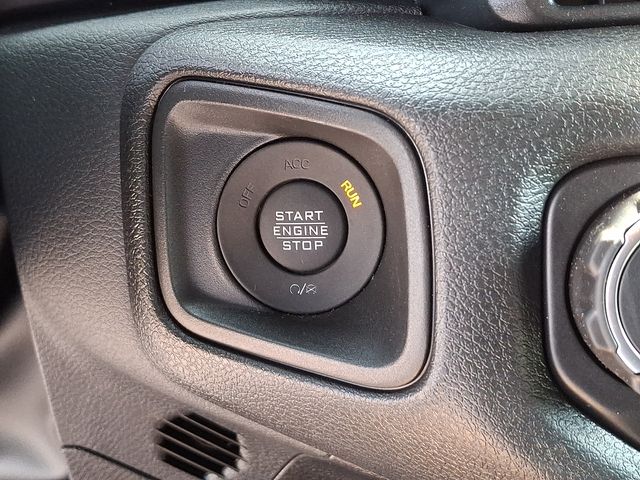 OFF
ACC
RUN
START
ENGINE
STOP